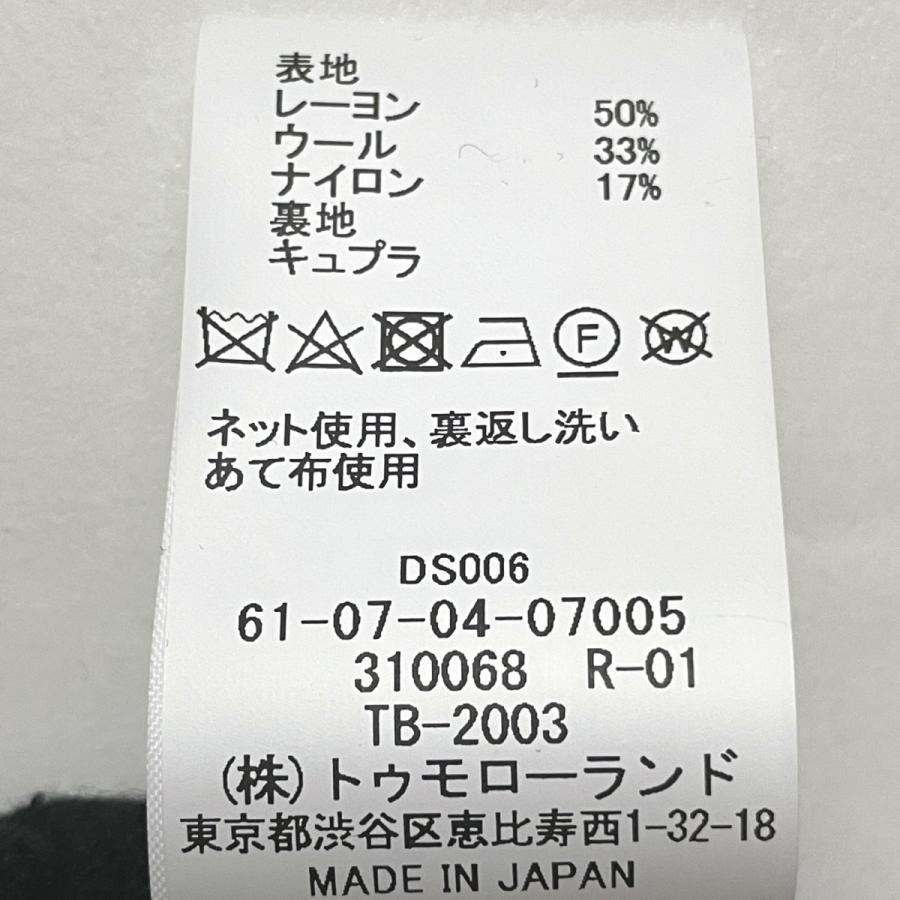 表地
レーヨン 50%
ウール 33%
ナイロン 17%
裏地
キュプラ
F W
ネット使用、裏返し洗い
あて布使用
DS006
61-07-04-07005
310068 R-01
TB-2003
(株)トゥモローランド
東京都渋谷区恵比寿西1-32-18
MADE IN JAPAN